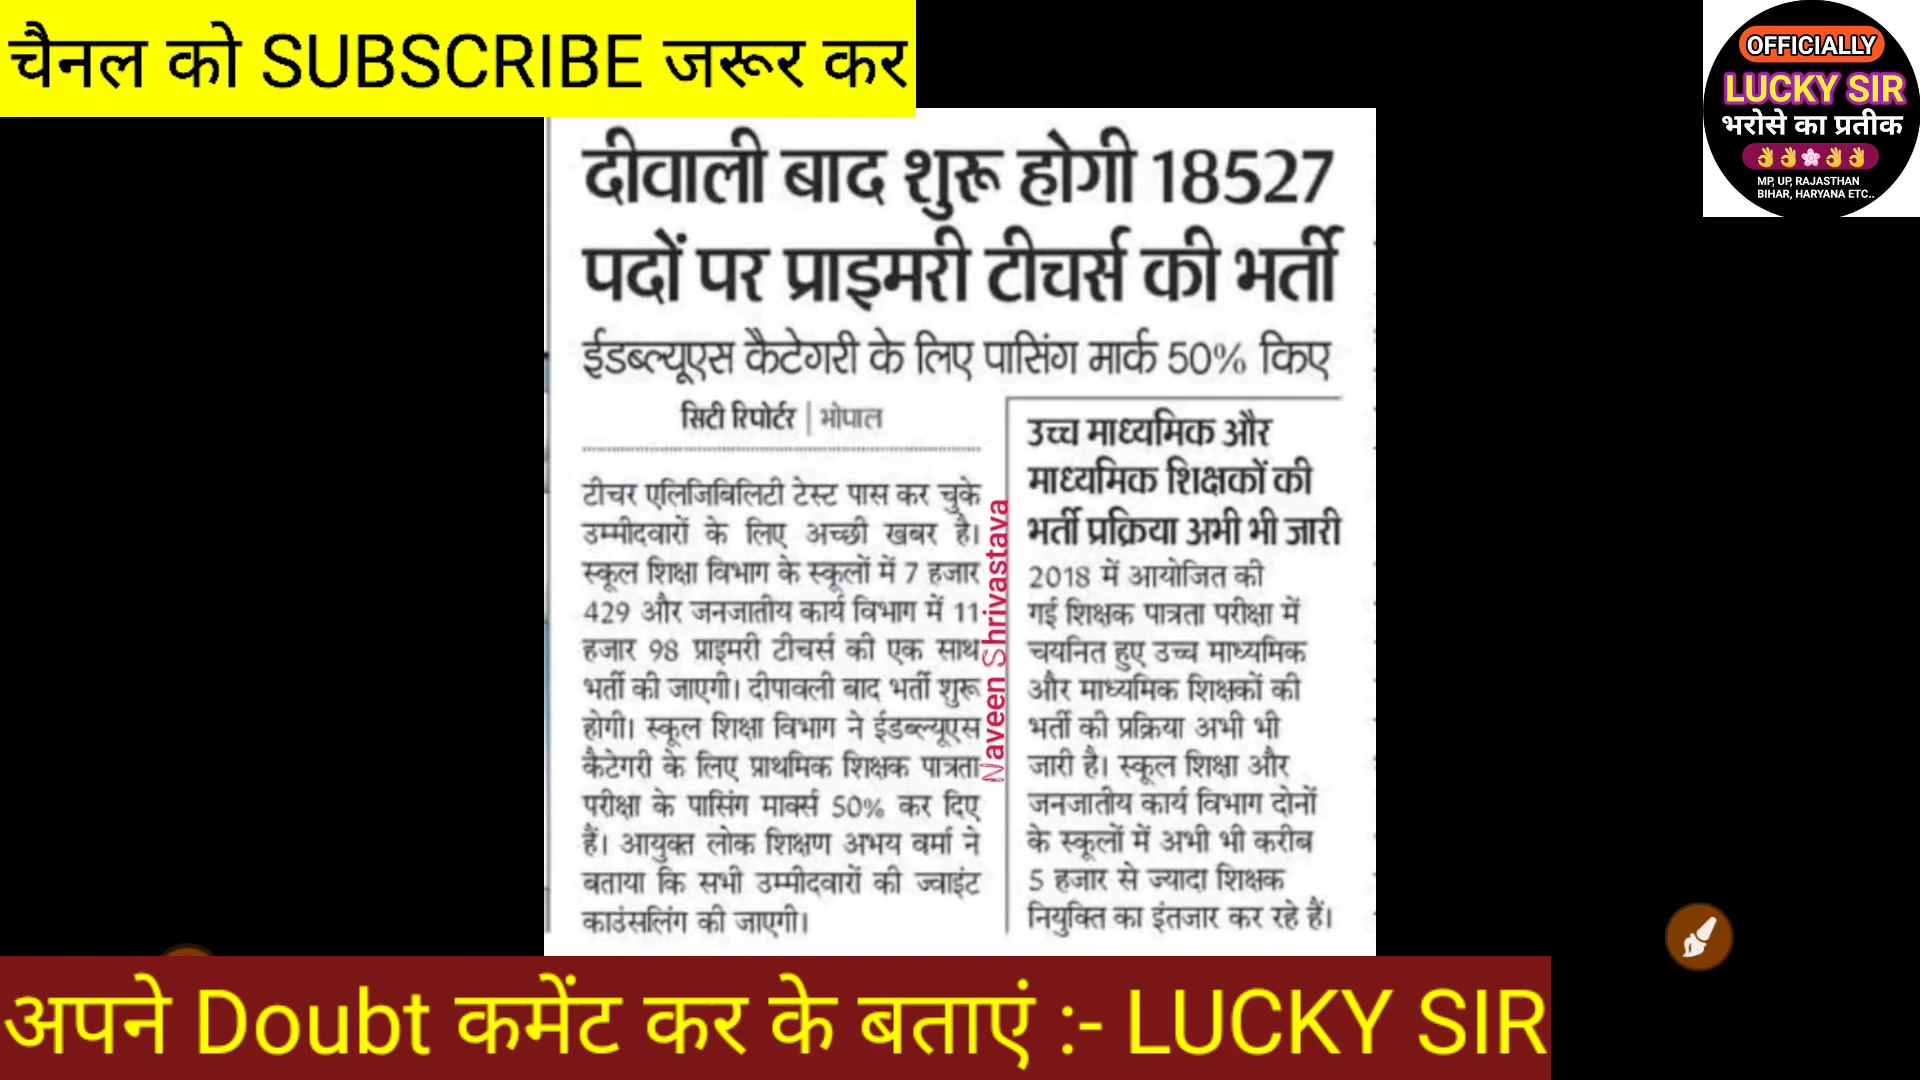 चैनल को SUBSCRIBE जरूर कर
OFFICIALLY
LUCKY SIR
भरोसे का प्रतीक
MP, UP, RAJASTHAN
BIHAR, HARYANA ETC..
दीवाली बाद शुरू होगी 18527
पदों पर प्राइमरी टीचर्स की भर्ती
ईडब्ल्यूएस कैटेगरी के लिए पासिंग मार्क 50% किए
सिटी रिपोर्टर | भोपाल
टीचर एलिजिबिलिटी टेस्ट पास कर चुके
उम्मीदवारों के लिए अच्छी खबर है।
स्कूल शिक्षा विभाग के स्कूलों में 7 हजार
429 और जनजातीय कार्य विभाग में 11
हजार 98 प्राइमरी टीचर्स की एक साथ
भर्ती की जाएगी। दीपावली बाद भर्ती शुरू
होगी। स्कूल शिक्षा विभाग ने ईडब्ल्यूएस
कैटेगरी के लिए प्राथमिक शिक्षक पात्रता
परीक्षा के पासिंग मार्क्स 50% कर दिए
हैं। आयुक्त लोक शिक्षण अभय वर्मा ने
बताया कि सभी उम्मीदवारों की ज्वाइंट
काउंसलिंग की जाएगी।
Naveen Shrivastava
उच्च माध्यमिक और
माध्यमिक शिक्षकों की
भर्ती प्रक्रिया अभी भी जारी
2018 में आयोजित की
गई शिक्षक पात्रता परीक्षा में
चयनित हुए उच्च माध्यमिक
और माध्यमिक शिक्षकों की
भर्ती की प्रक्रिया अभी भी
जारी है। स्कूल शिक्षा और
जनजातीय कार्य विभाग दोनों
के स्कूलों में अभी भी करीब
5 हजार से ज्यादा शिक्षक
नियुक्ति का इंतजार कर रहे हैं।
अपने Doubt कमेंट कर के बताएं :- LUCKY SIR